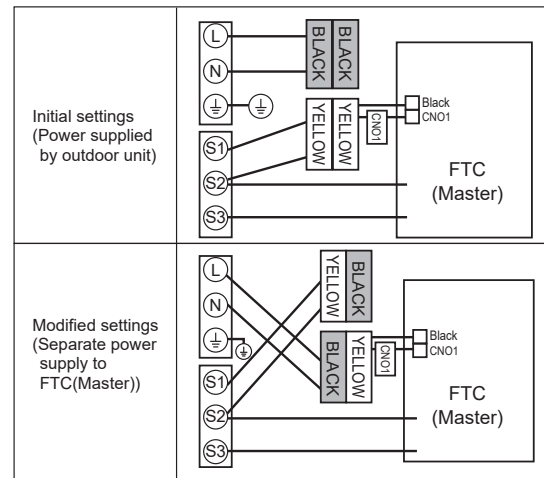 Initial settings
(Power supplied
by outdoor unit)
L
N
S1
S2
S3
BLACK
BLACK
YELLOW
YELLOW
CNO1
Black
CNO1
FTC
(Master)
Modified settings
(Separate power
supply to
FTC(Master))
L
N
S1
S2
S3
YELLOW
BLACK
BLACK
YELLOW
CNO1
Black
CNO1
FTC
(Master)